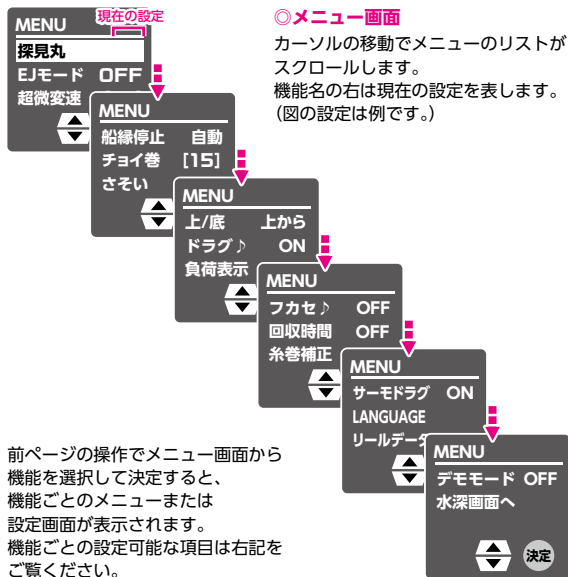 MENU
現在の設定
探見丸
EJモード OFF
超微変速
MENU
船縁停止 自動
チョイ巻 [15]
さそい
MENU
上/底 上から
ドラグ♪ ON
負荷表示
MENU
フカセ♪ OFF
回収時間 OFF
糸巻補正
MENU
サーモドラグ ON
LANGUAGE
リールデータ
MENU
デモモード OFF
水深画面へ
決定
◎メニュー画面
カーソルの移動でメニューのリストが
スクロールします。
機能名の右は現在の設定を表します。
(図の設定は例です。)
前ページの操作でメニュー画面から
機能を選択して決定すると、
機能ごとのメニューまたは
設定画面が表示されます。
機能ごとの設定可能な項目は右記を
ご覧ください。